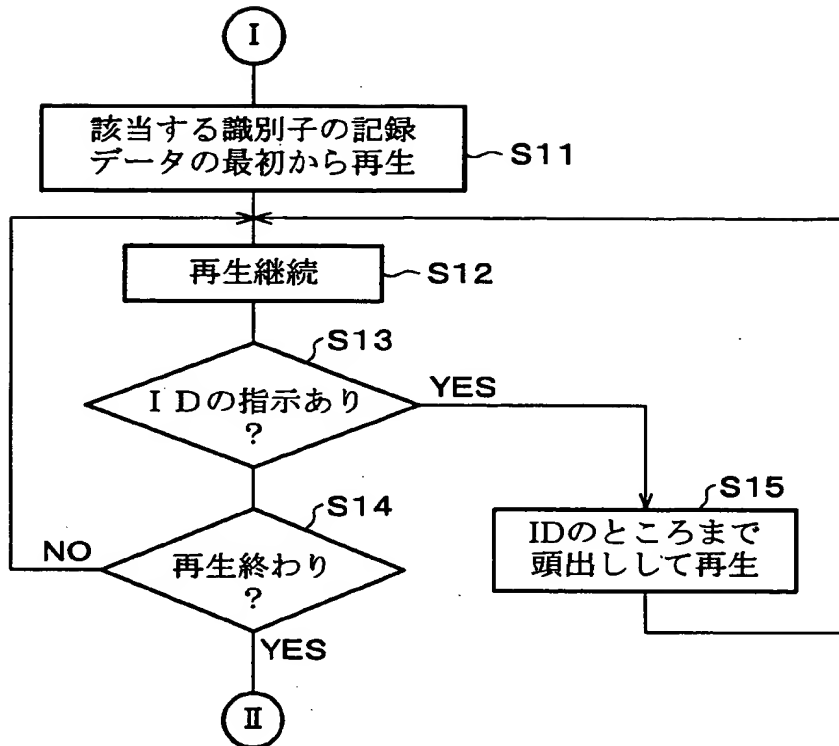 I
該当する識別子の記録
データの最初から再生
S11
再生継続
S12
S13
IDの指示あり
?
YES
S14
再生終わり
?
NO
YES
S15
IDのところまで
頭出しして再生
II